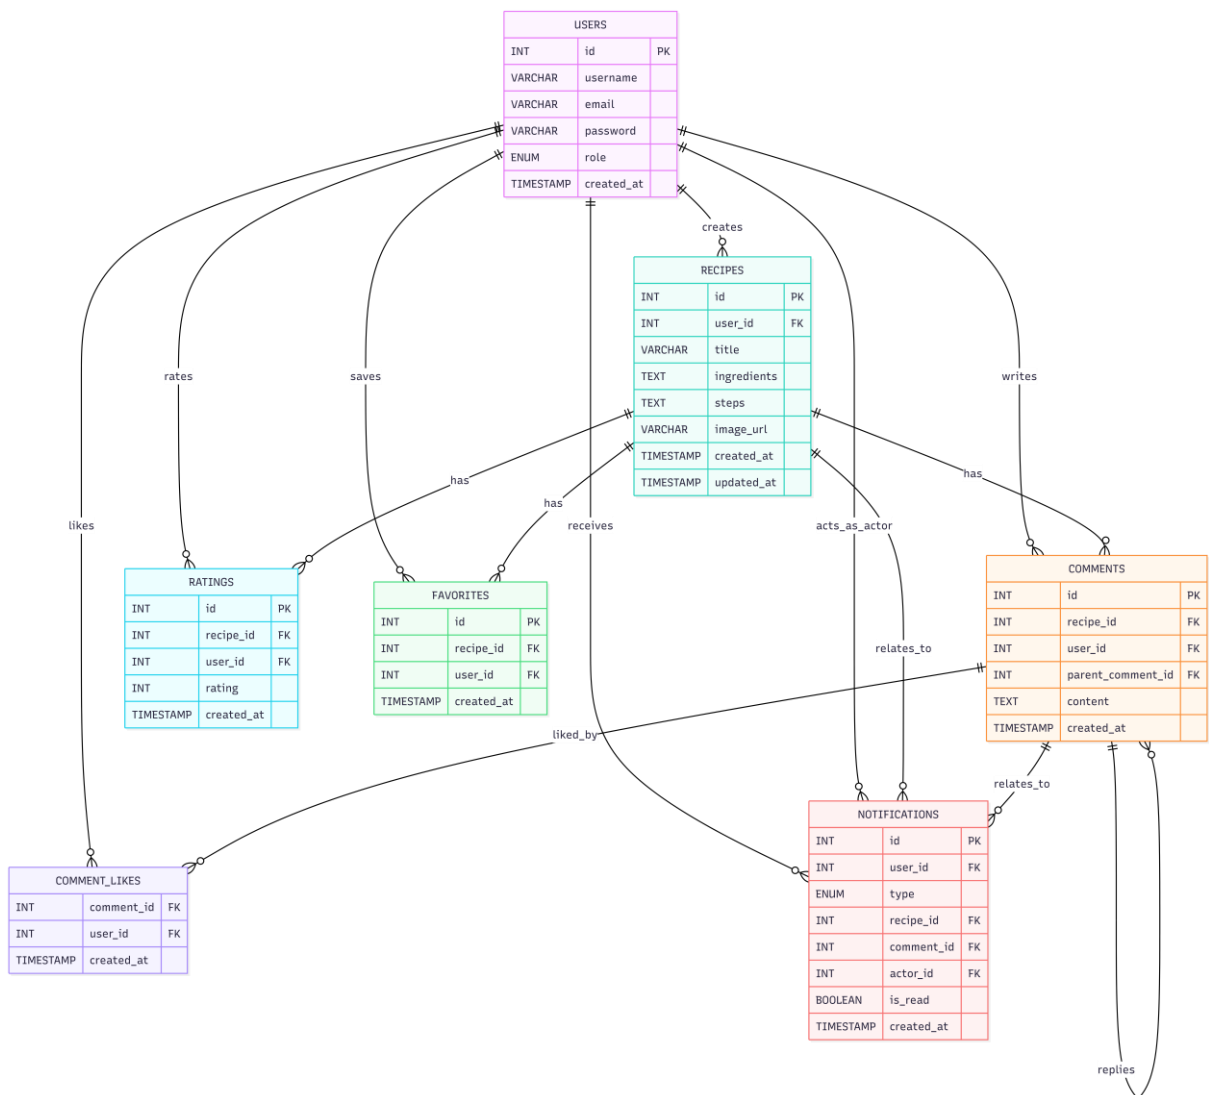 USERS
INT id PK
VARCHAR username
VARCHAR email
VARCHAR password
ENUM role
TIMESTAMP created_at
creates
RECIPES
INT id PK
INT user_id FK
VARCHAR title
TEXT ingredients
TEXT steps
VARCHAR image_url
TIMESTAMP created_at
TIMESTAMP updated_at
rates
saves
writes
has
has
has
likes
receives
acts_as_actor
relates_to
RATINGS
INT id PK
INT recipe_id FK
INT user_id FK
INT rating
TIMESTAMP created_at
FAVORITES
INT id PK
INT recipe_id FK
INT user_id FK
TIMESTAMP created_at
COMMENTS
INT id PK
INT recipe_id FK
INT user_id FK
INT parent_comment_id FK
TEXT content
TIMESTAMP created_at
liked_by
relates_to
COMMENT_LIKES
INT comment_id FK
INT user_id FK
TIMESTAMP created_at
NOTIFICATIONS
INT id PK
INT user_id FK
ENUM type
INT recipe_id FK
INT comment_id FK
INT actor_id FK
BOOLEAN is_read
TIMESTAMP created_at
replies